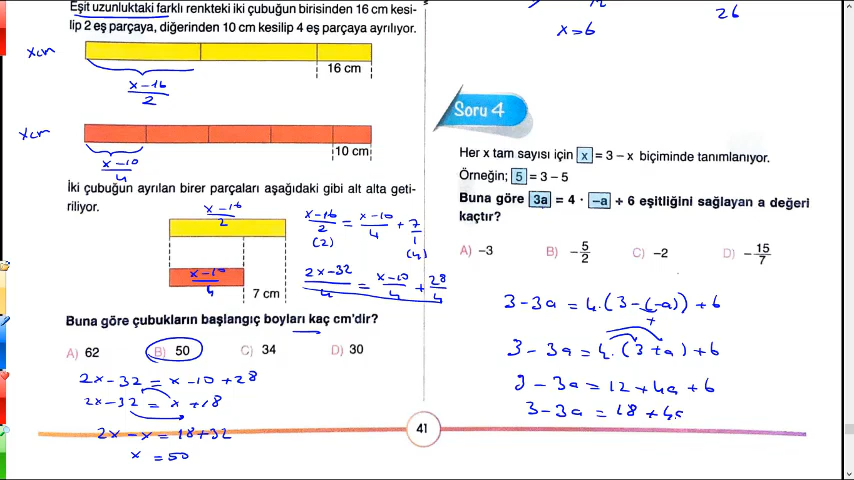 Eşit uzunluktaki farklı renkteki iki çubuğun birisinden 16 cm kesi-
lip 2 eş parçaya, diğerinden 10 cm kesilip 4 eş parçaya ayrılıyor.
x cm
16 cm
x-16
2
x cm
10 cm
x-10
4
İki çubuğun ayrılan birer parçaları aşağıdaki gibi alt alta geti-
riliyor.
x-16
2
x-10
4
7 cm
x-16/2 = x-10/4 + 7/1
(2) (4)
2x-32/4 = x-10/4 + 28/4
Buna göre çubukların başlangıç boyları kaç cm'dir?
A) 62 B) 50 C) 34 D) 30
2x-32 = x-10+28
2x-32 = x+18
2x-x = 18+32
x = 50
x=6
26
Soru 4
Her x tam sayısı için x = 3 – x biçiminde tanımlanıyor.
Örneğin; 5 = 3 – 5
Buna göre 3a = 4 · –a + 6 eşitliğini sağlayan a değeri
kaçtır?
A) –3 B) –5/2 C) –2 D) –15/7
3-3a = 4.(3-(-a))+6
+
3-3a = 4.(3+a)+6
3-3a = 12+4a+6
3-3a = 18+4a
41